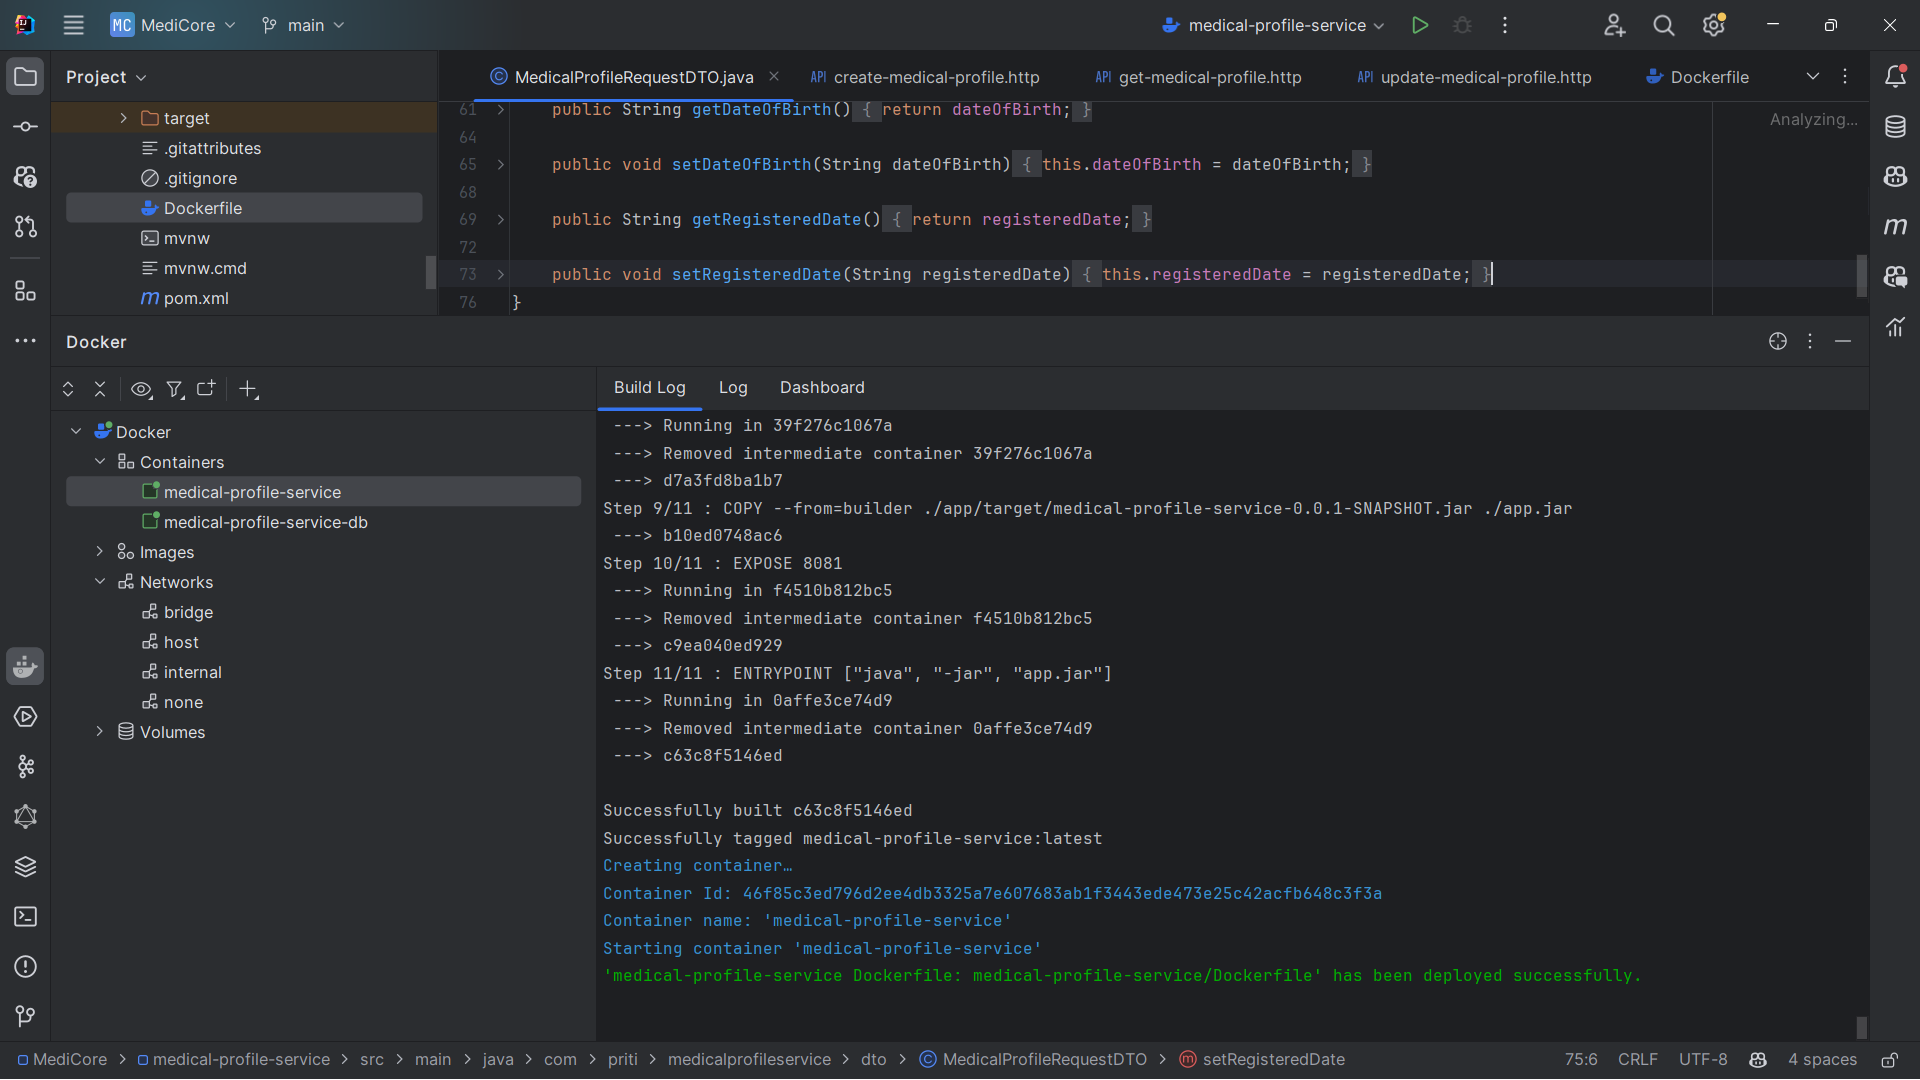 MC MediCore main medical-profile-service
Project
MedicalProfileRequestDTO.java API create-medical-profile.http API get-medical-profile.http API update-medical-profile.http Dockerfile
target
.gitattributes
.gitignore
Dockerfile
mvnw
mvnw.cmd
m pom.xml
Analyzing...
61 public String getDateOfBirth() { return dateOfBirth; }
64
65 public void setDateOfBirth(String dateOfBirth) { this.dateOfBirth = dateOfBirth; }
68
69 public String getRegisteredDate() { return registeredDate; }
72
73 public void setRegisteredDate(String registeredDate) { this.registeredDate = registeredDate; }
76 }
Docker
Docker
Containers
medical-profile-service
medical-profile-service-db
Images
Networks
bridge
host
internal
none
Volumes
Build Log Log Dashboard
---> Running in 39f276c1067a
---> Removed intermediate container 39f276c1067a
---> d7a3fd8ba1b7
Step 9/11 : COPY --from=builder ./app/target/medical-profile-service-0.0.1-SNAPSHOT.jar ./app.jar
---> b10ed0748ac6
Step 10/11 : EXPOSE 8081
---> Running in f4510b812bc5
---> Removed intermediate container f4510b812bc5
---> c9ea040ed929
Step 11/11 : ENTRYPOINT ["java", "-jar", "app.jar"]
---> Running in 0affe3ce74d9
---> Removed intermediate container 0affe3ce74d9
---> c63c8f5146ed
Successfully built c63c8f5146ed
Successfully tagged medical-profile-service:latest
Creating container…
Container Id: 46f85c3ed796d2ee4db3325a7e607683ab1f3443ede473e25c42acfb648c3f3a
Container name: 'medical-profile-service'
Starting container 'medical-profile-service'
'medical-profile-service Dockerfile: medical-profile-service/Dockerfile' has been deployed successfully.
MediCore > medical-profile-service > src > main > java > com > priti > medicalprofileservice > dto > MedicalProfileRequestDTO > setRegisteredDate 75:6 CRLF UTF-8 4 spaces